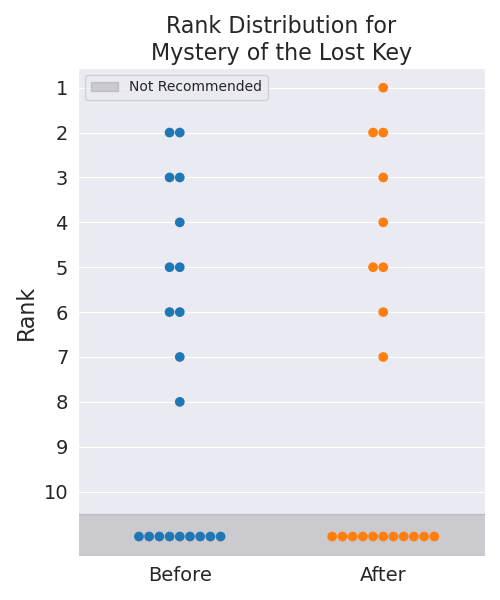 Rank Distribution for
Mystery of the Lost Key
Not Recommended
Rank
1
2
3
4
5
6
7
8
9
10
Before
After